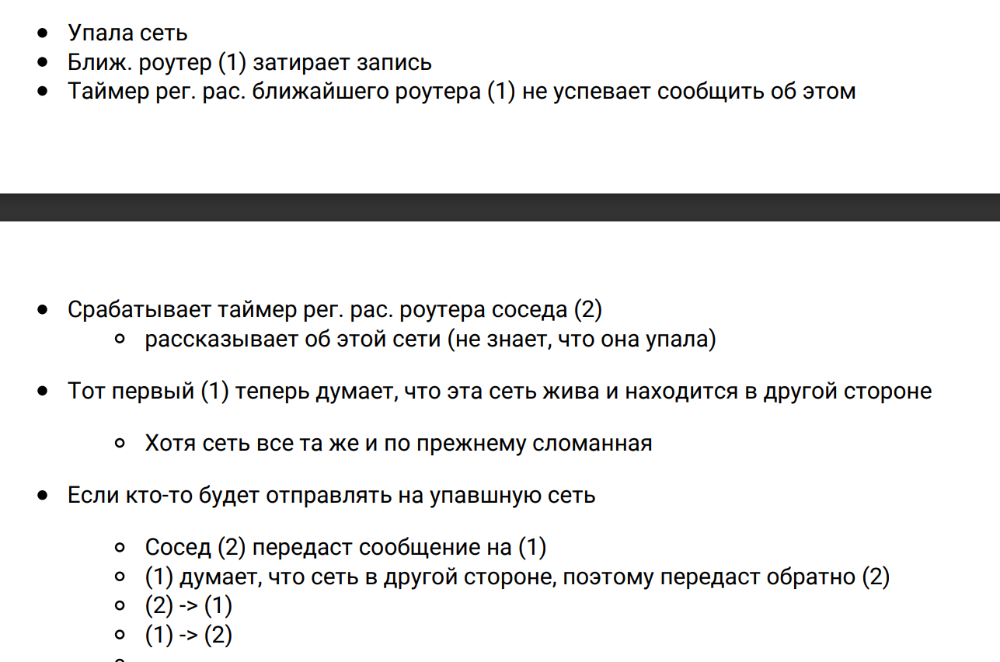 Упала сеть
Ближ. роутер (1) затирает запись
Таймер рег. рас. ближайшего роутера (1) не успевает сообщить об этом
Срабатывает таймер рег. рас. роутера соседа (2)
рассказывает об этой сети (не знает, что она упала)
Тот первый (1) теперь думает, что эта сеть жива и находится в другой стороне
Хотя сеть все та же и по прежнему сломанная
Если кто-то будет отправлять на упавшную сеть
Сосед (2) передаст сообщение на (1)
(1) думает, что сеть в другой стороне, поэтому передаст обратно (2)
(2) -> (1)
(1) -> (2)